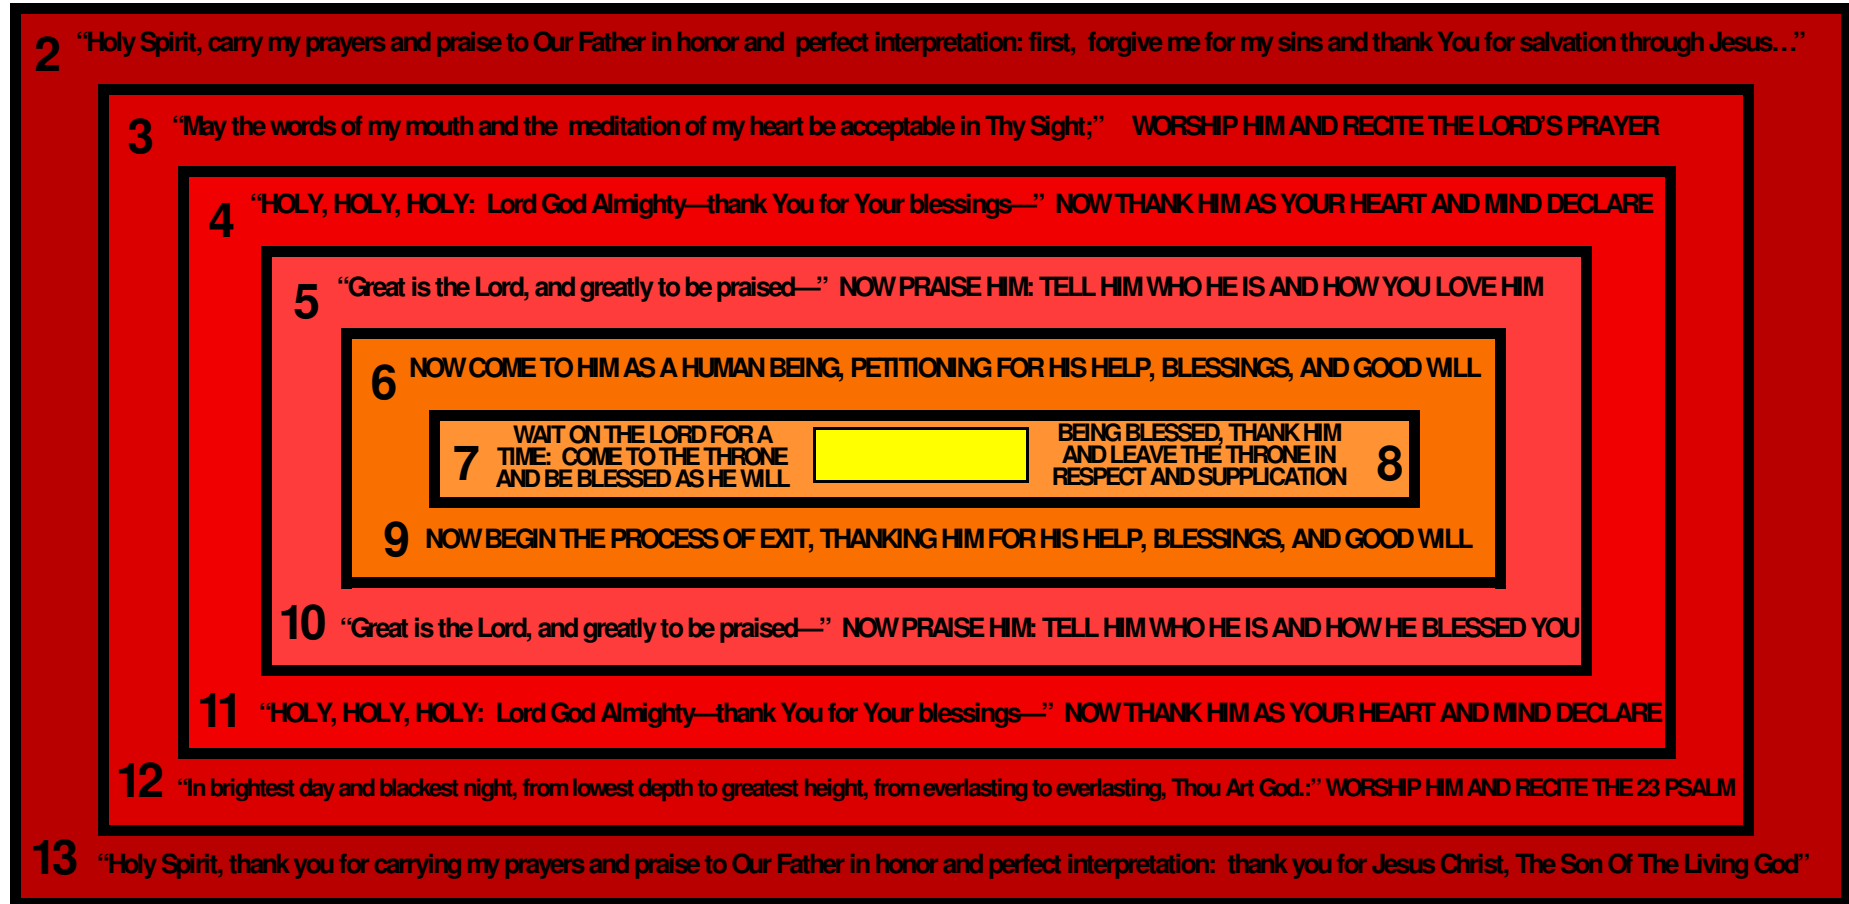 2 “Holy Spirit, carry my prayers and praise to Our Father in honor and perfect interpretation: first, forgive me for my sins and thank You for salvation through Jesus…”
3 “May the words of my mouth and the meditation of my heart be acceptable in Thy Sight;” WORSHIP HIM AND RECITE THE LORD’S PRAYER
4 “HOLY, HOLY, HOLY: Lord God Almighty—thank You for Your blessings—” NOW THANK HIM AS YOUR HEART AND MIND DECLARE
5 “Great is the Lord, and greatly to be praised—” NOW PRAISE HIM: TELL HIM WHO HE IS AND HOW YOU LOVE HIM
6 NOW COME TO HIM AS A HUMAN BEING, PETITIONING FOR HIS HELP, BLESSINGS, AND GOOD WILL
7
WAIT ON THE LORD FOR A
TIME: COME TO THE THRONE
AND BE BLESSED AS HE WILL
BEING BLESSED, THANK HIM
AND LEAVE THE THRONE IN
RESPECT AND SUPPLICATION
8
9 NOW BEGIN THE PROCESS OF EXIT, THANKING HIM FOR HIS HELP, BLESSINGS, AND GOOD WILL
10 “Great is the Lord, and greatly to be praised—” NOW PRAISE HIM: TELL HIM WHO HE IS AND HOW HE BLESSED YOU
11 “HOLY, HOLY, HOLY: Lord God Almighty—thank You for Your blessings—” NOW THANK HIM AS YOUR HEART AND MIND DECLARE
12 “In brightest day and blackest night, from lowest depth to greatest height, from everlasting to everlasting, Thou Art God.:” WORSHIP HIM AND RECITE THE 23 PSALM
13 “Holy Spirit, thank you for carrying my prayers and praise to Our Father in honor and perfect interpretation: thank you for Jesus Christ, The Son Of The Living God”